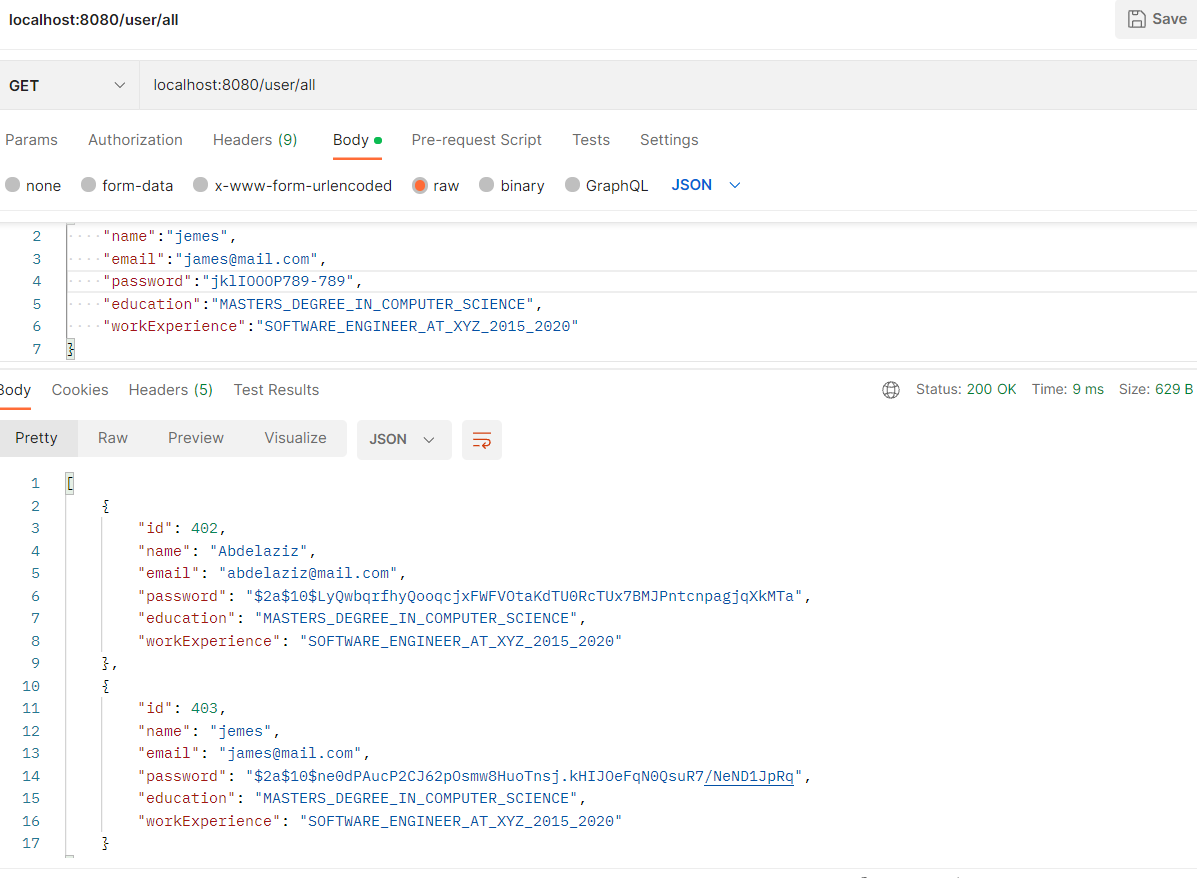 localhost:8080/user/all
Save
GET localhost:8080/user/all
Params Authorization Headers (9) Body Pre-request Script Tests Settings
none form-data x-www-form-urlencoded raw binary GraphQL JSON
2 ····"name":"jemes",
3 ····"email":"james@mail.com",
4 ····"password":"jklIOOOP789-789",
5 ····"education":"MASTERS_DEGREE_IN_COMPUTER_SCIENCE",
6 ····"workExperience":"SOFTWARE_ENGINEER_AT_XYZ_2015_2020"
7 }
Body Cookies Headers (5) Test Results Status: 200 OK Time: 9 ms Size: 629 B
Pretty Raw Preview Visualize JSON
1 [
2 {
3 "id": 402,
4 "name": "Abdelaziz",
5 "email": "abdelaziz@mail.com",
6 "password": "$2a$10$LyQwbqrfhyQooqcjxFWFVOtaKdTU0RcTUx7BMJPntcnpagjqXkMTa",
7 "education": "MASTERS_DEGREE_IN_COMPUTER_SCIENCE",
8 "workExperience": "SOFTWARE_ENGINEER_AT_XYZ_2015_2020"
9 },
10 {
11 "id": 403,
12 "name": "jemes",
13 "email": "james@mail.com",
14 "password": "$2a$10$ne0dPAucP2CJ62pOsmw8HuoTnsj.kHIJOeFqN0QsuR7/NeND1JpRq",
15 "education": "MASTERS_DEGREE_IN_COMPUTER_SCIENCE",
16 "workExperience": "SOFTWARE_ENGINEER_AT_XYZ_2015_2020"
17 }